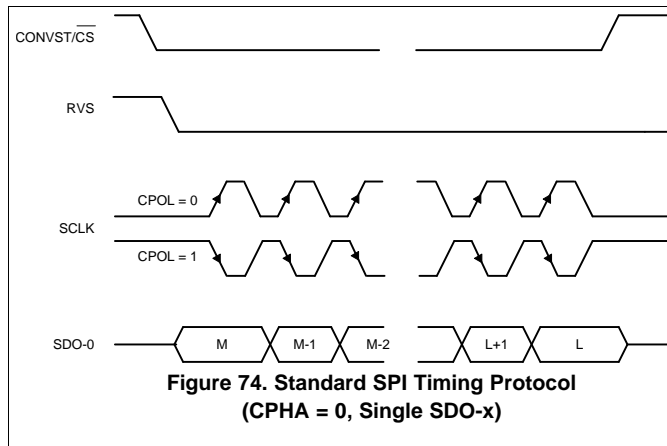 CONVST/CS
RVS
CPOL = 0
SCLK
CPOL = 1
SDO-0
M
M-1
M-2
L+1
L
Figure 74. Standard SPI Timing Protocol
(CPHA = 0, Single SDO-x)